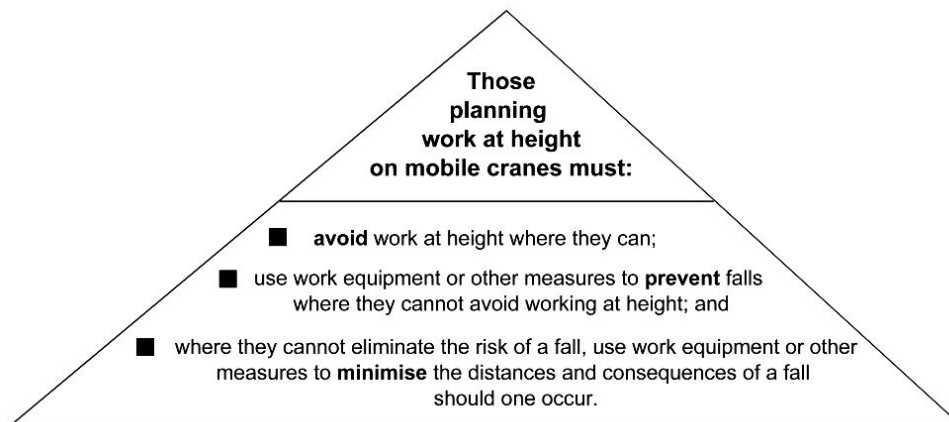 Those
planning
work at height
on mobile cranes must:
■ avoid work at height where they can;
■ use work equipment or other measures to prevent falls
where they cannot avoid working at height; and
■ where they cannot eliminate the risk of a fall, use work equipment or other
measures to minimise the distances and consequences of a fall
should one occur.